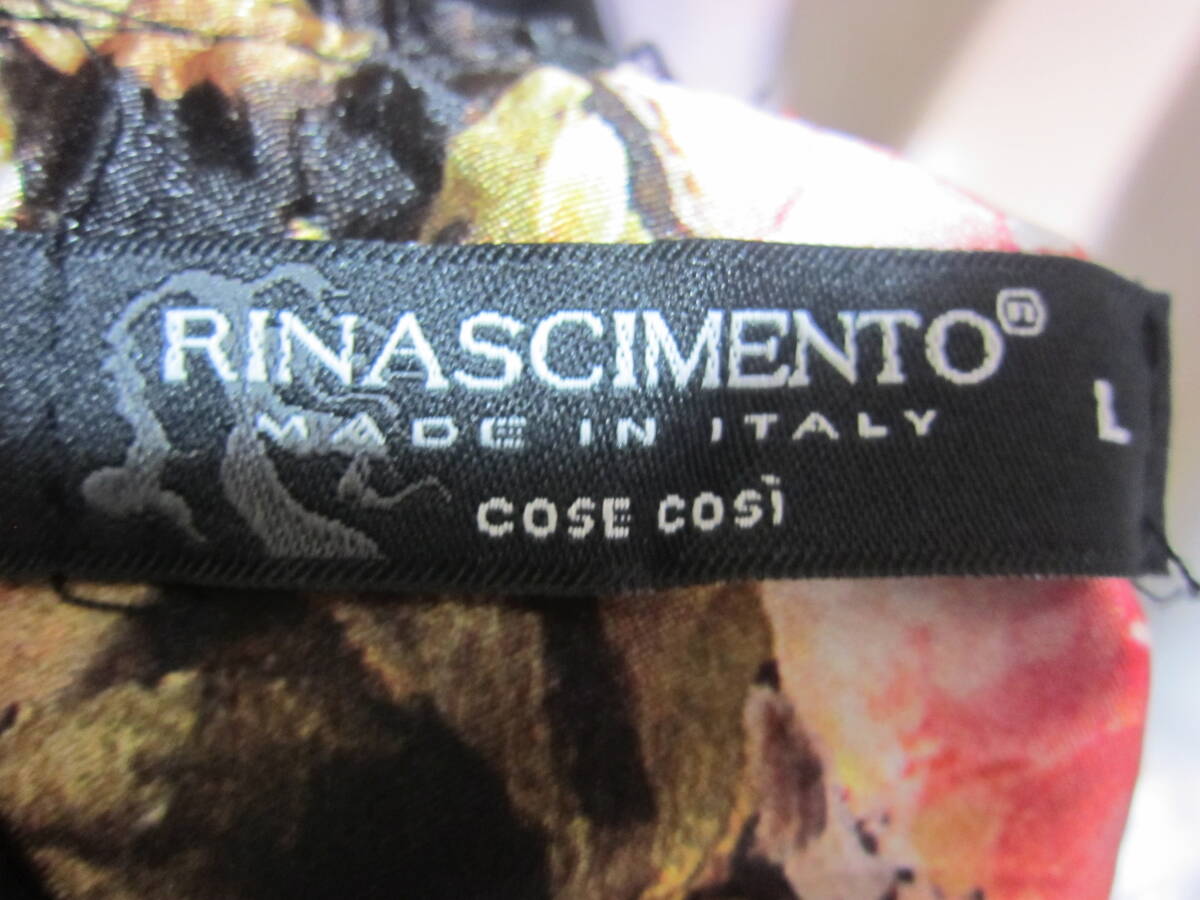 RINASCIMENTO®
MADE IN ITALY
L
COSE COSÌ